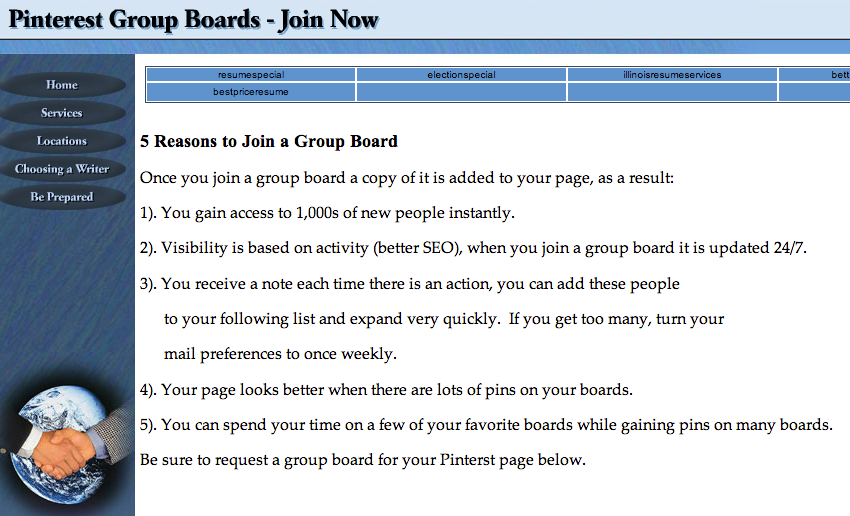 Pinterest Group Boards - Join Now
Home
Services
Locations
Choosing a Writer
Be Prepared
resumespecial electionspecial illinoisresumeservices bett
bestpriceresume
5 Reasons to Join a Group Board
Once you join a group board a copy of it is added to your page, as a result:
1). You gain access to 1,000s of new people instantly.
2). Visibility is based on activity (better SEO), when you join a group board it is updated 24/7.
3). You receive a note each time there is an action, you can add these people
to your following list and expand very quickly. If you get too many, turn your
mail preferences to once weekly.
4). Your page looks better when there are lots of pins on your boards.
5). You can spend your time on a few of your favorite boards while gaining pins on many boards.
Be sure to request a group board for your Pinterst page below.